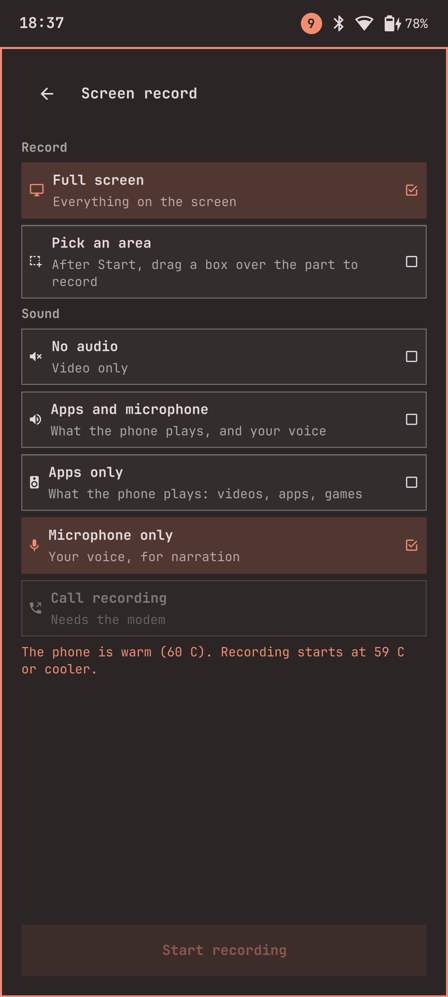 18:37
9
78%
Screen record
Record
Full screen
Everything on the screen
Pick an area
After Start, drag a box over the part to
record
Sound
No audio
Video only
Apps and microphone
What the phone plays, and your voice
Apps only
What the phone plays: videos, apps, games
Microphone only
Your voice, for narration
Call recording
Needs the modem
The phone is warm (60 C). Recording starts at 59 C
or cooler.
Start recording